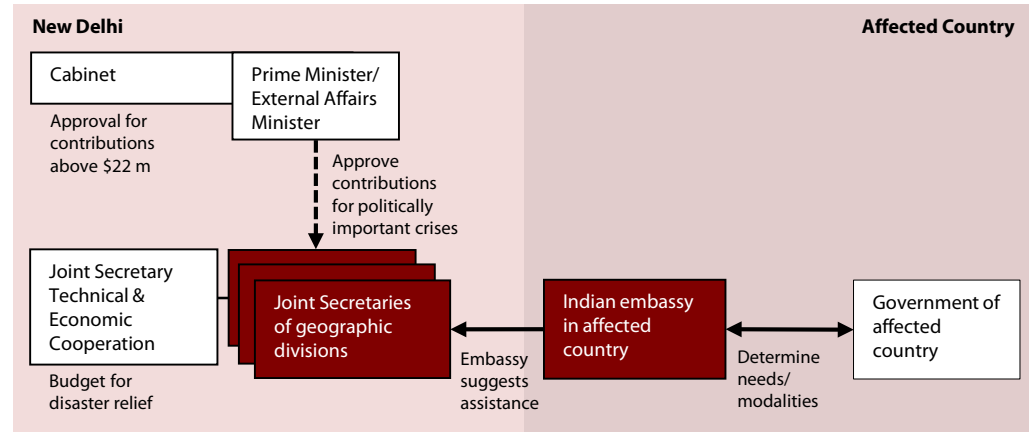 New Delhi
Affected Country
Cabinet
Prime Minister/
External Affairs
Minister
Approval for
contributions
above $22 m
Approve
contributions
for politically
important crises
Joint Secretary
Technical &
Economic
Cooperation
Joint Secretaries
of geographic
divisions
Indian embassy
in affected
country
Government of
affected
country
Budget for
disaster relief
Embassy
suggests
assistance
Determine
needs/
modalities